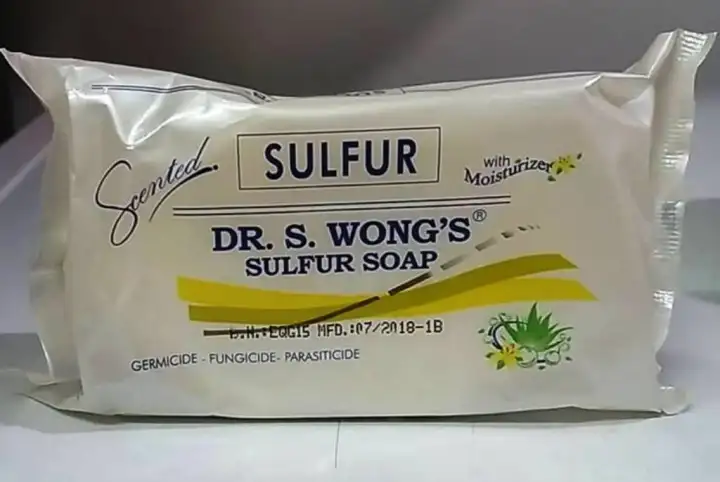 Scented
SULFUR
with
Moisturizer
DR. S. WONG'S®
SULFUR SOAP
B.N.:EQG15 MFD.:07/2018-1B
GERMICIDE - FUNGICIDE- PARASITICIDE